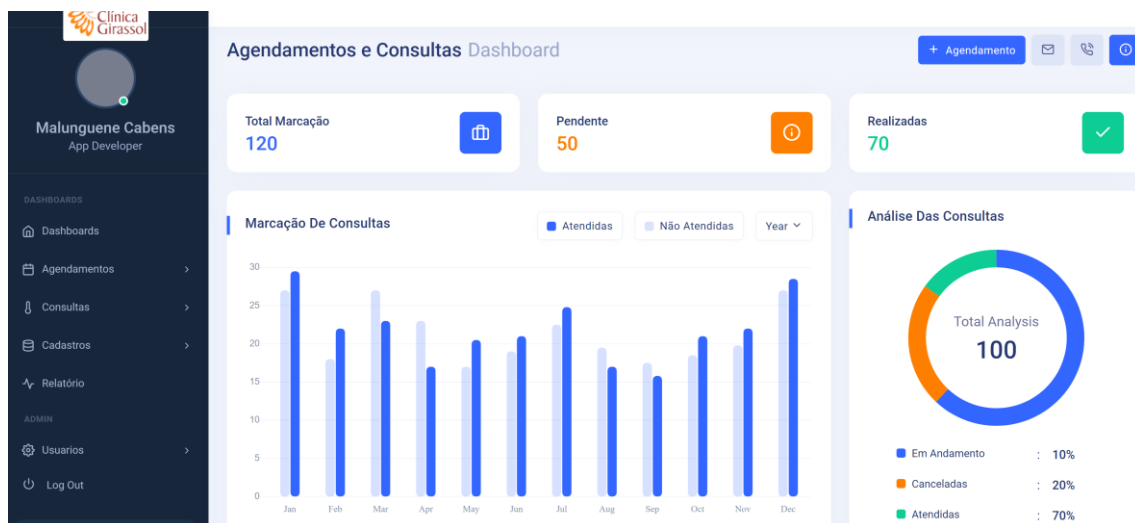 Clínica
Girassol
Malunguene Cabens
App Developer
DASHBOARDS
Dashboards
Agendamentos
Consultas
Cadastros
Relatório
ADMIN
Usuarios
Log Out
Agendamentos e Consultas Dashboard
+ Agendamento
Total Marcação
120
Pendente
50
Realizadas
70
Marcação De Consultas
Atendidas
Não Atendidas
Year
30
25
20
15
10
5
0
Jan Feb Mar Apr May Jun Jul Aug Sep Oct Nov Dec
Análise Das Consultas
Total Analysis
100
Em Andamento : 10%
Canceladas : 20%
Atendidas : 70%